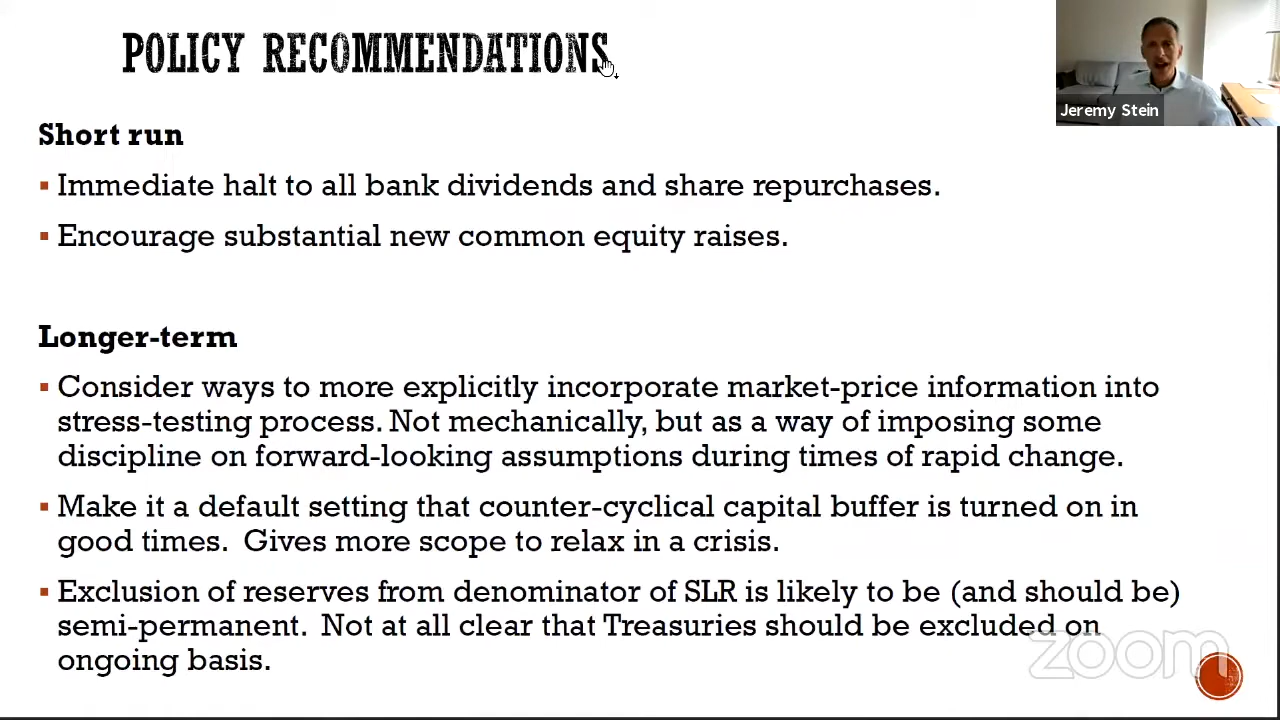 POLICY RECOMMENDATIONS
Jeremy Stein
Short run
▪ Immediate halt to all bank dividends and share repurchases.
▪ Encourage substantial new common equity raises.
Longer-term
▪ Consider ways to more explicitly incorporate market-price information into
stress-testing process. Not mechanically, but as a way of imposing some
discipline on forward-looking assumptions during times of rapid change.
▪ Make it a default setting that counter-cyclical capital buffer is turned on in
good times.  Gives more scope to relax in a crisis.
▪ Exclusion of reserves from denominator of SLR is likely to be (and should be)
semi-permanent.  Not at all clear that Treasuries should be excluded on
ongoing basis.
zoom